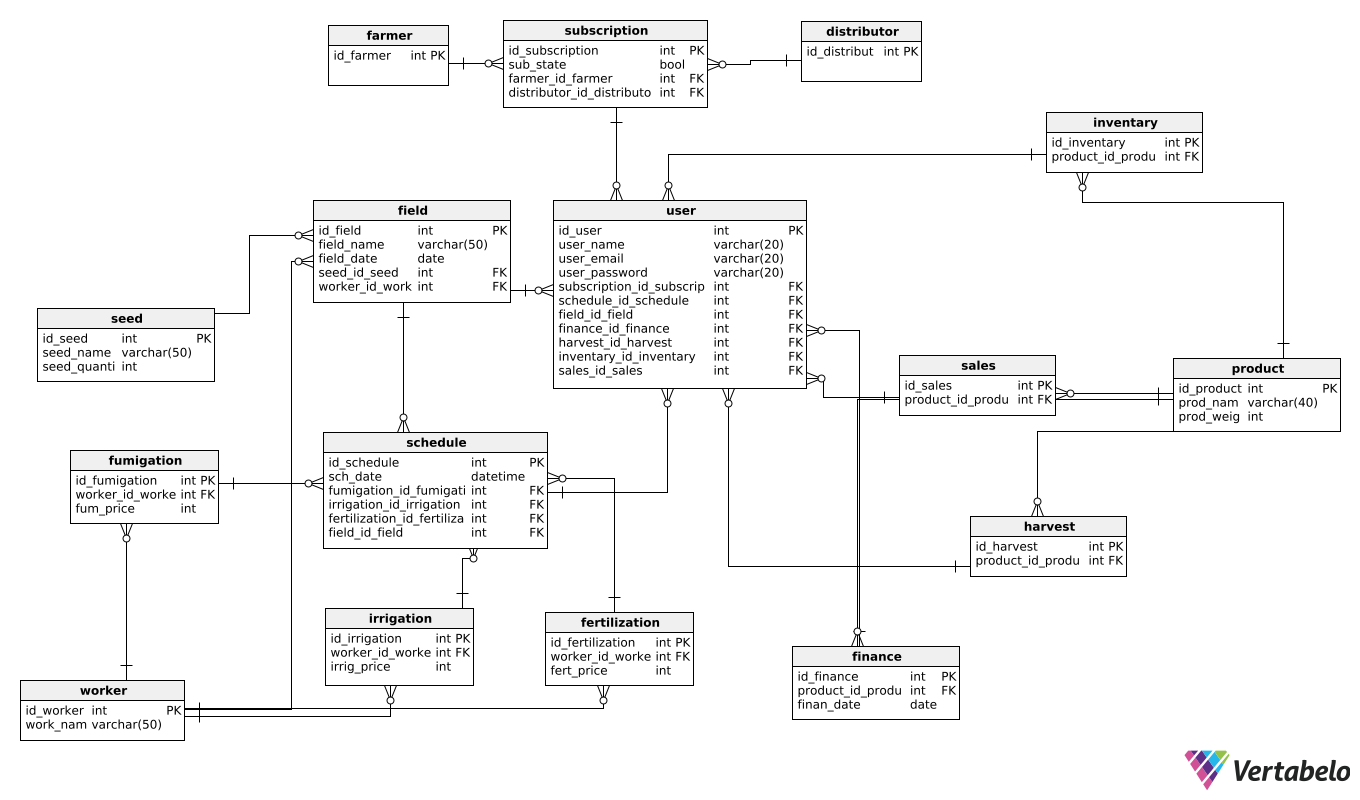 farmer
id_farmer int PK
subscription
id_subscription int PK
sub_state bool
farmer_id_farmer int FK
distributor_id_distributo int FK
distributor
id_distribut int PK
inventary
id_inventary int PK
product_id_produ int FK
field
id_field int PK
field_name varchar(50)
field_date date
seed_id_seed int FK
worker_id_work int FK
user
id_user int PK
user_name varchar(20)
user_email varchar(20)
user_password varchar(20)
subscription_id_subscrip int FK
schedule_id_schedule int FK
field_id_field int FK
finance_id_finance int FK
harvest_id_harvest int FK
inventary_id_inventary int FK
sales_id_sales int FK
seed
id_seed int PK
seed_name varchar(50)
seed_quanti int
sales
id_sales int PK
product_id_produ int FK
product
id_product int PK
prod_nam varchar(40)
prod_weig int
fumigation
id_fumigation int PK
worker_id_worke int FK
fum_price int
schedule
id_schedule int PK
sch_date datetime
fumigation_id_fumigati int FK
irrigation_id_irrigation int FK
fertilization_id_fertiliza int FK
field_id_field int FK
harvest
id_harvest int PK
product_id_produ int FK
irrigation
id_irrigation int PK
worker_id_worke int FK
irrig_price int
fertilization
id_fertilization int PK
worker_id_worke int FK
fert_price int
finance
id_finance int PK
product_id_produ int FK
finan_date date
worker
id_worker int PK
work_nam varchar(50)
Vertabelo